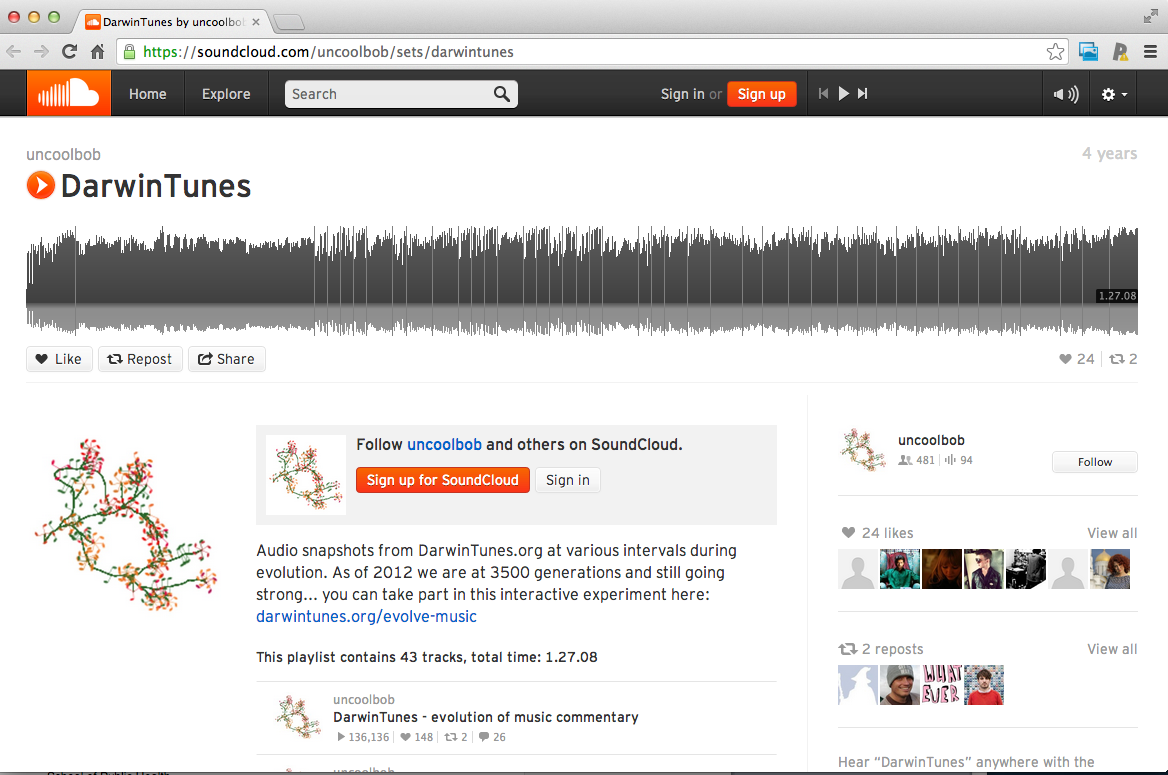 DarwinTunes by uncoolbo
https://soundcloud.com/uncoolbob/sets/darwintunes
Home
Explore
Search
Sign in or
Sign up
uncoolbob
4 years
DarwinTunes
1.27.08
Like
Repost
Share
24
2
Follow uncoolbob and others on SoundCloud.
Sign up for SoundCloud
Sign in
Audio snapshots from DarwinTunes.org at various intervals during
evolution. As of 2012 we are at 3500 generations and still going
strong... you can take part in this interactive experiment here:
darwintunes.org/evolve-music
This playlist contains 43 tracks, total time: 1.27.08
uncoolbob
DarwinTunes - evolution of music commentary
136,136 148 2 26
uncoolbob
uncoolbob
481 94
Follow
24 likes
View all
2 reposts
View all
WHAT
EVER
Hear “DarwinTunes” anywhere with the
School of Public Health